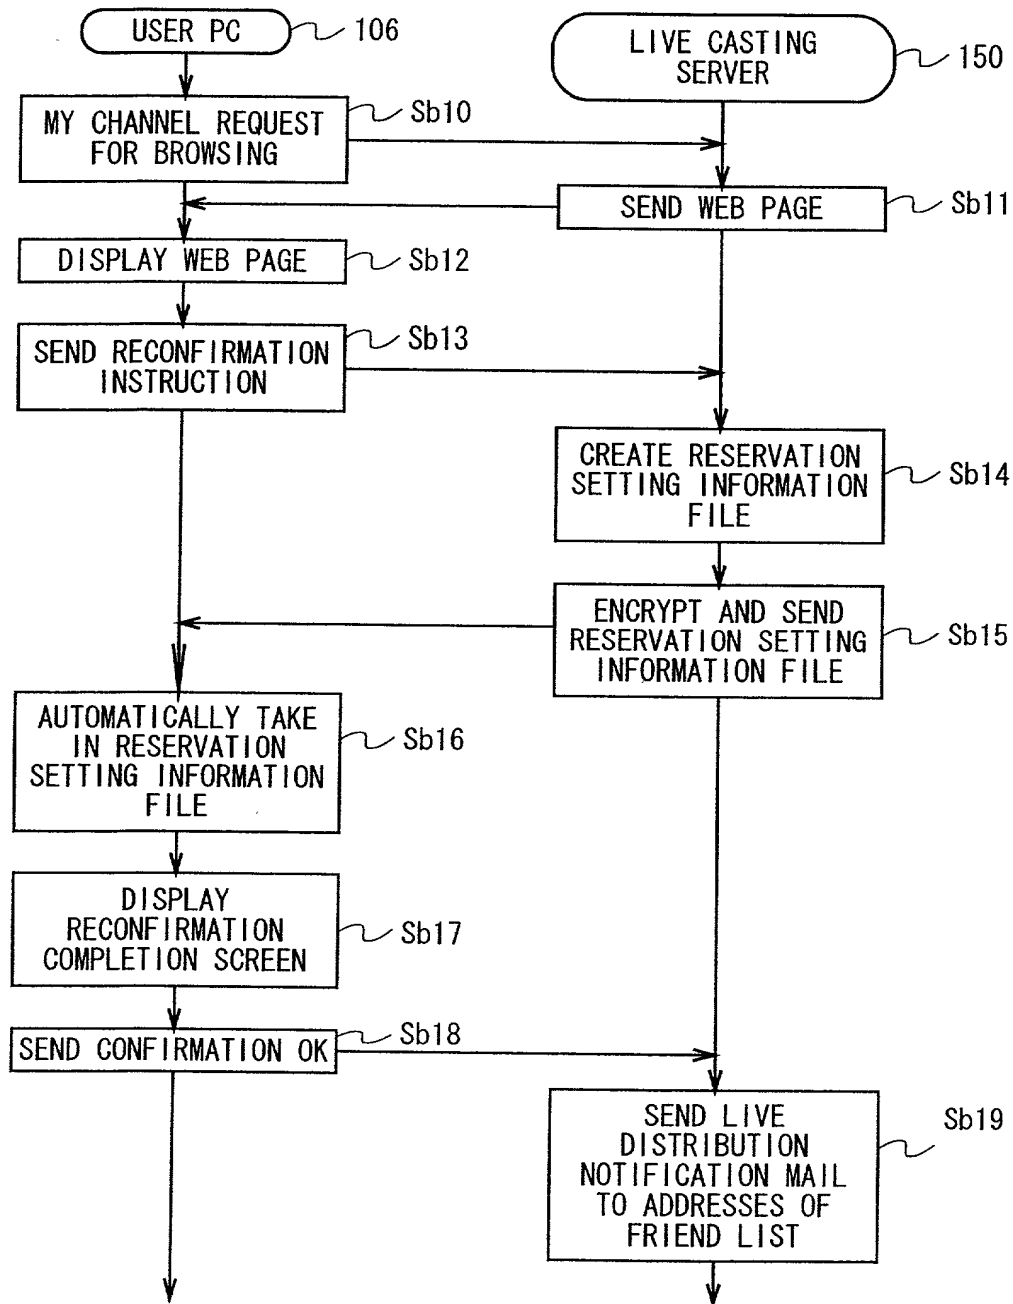 USER PC
106
LIVE CASTING
SERVER
150
MY CHANNEL REQUEST
FOR BROWSING
Sb10
SEND WEB PAGE
Sb11
DISPLAY WEB PAGE
Sb12
SEND RECONFIRMATION
INSTRUCTION
Sb13
CREATE RESERVATION
SETTING INFORMATION
FILE
Sb14
ENCRYPT AND SEND
RESERVATION SETTING
INFORMATION FILE
Sb15
AUTOMATICALLY TAKE
IN RESERVATION
SETTING INFORMATION
FILE
Sb16
DISPLAY
RECONFIRMATION
COMPLETION SCREEN
Sb17
SEND CONFIRMATION OK
Sb18
SEND LIVE
DISTRIBUTION
NOTIFICATION MAIL
TO ADDRESSES OF
FRIEND LIST
Sb19